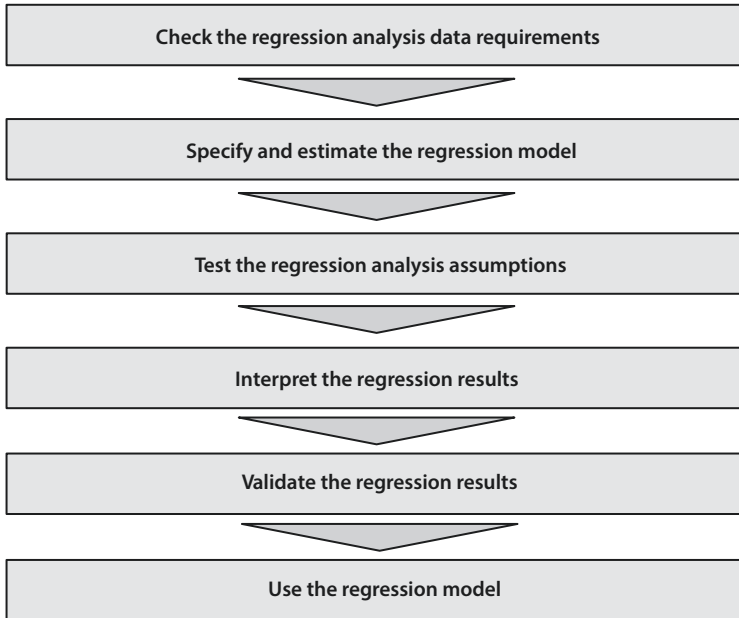 Check the regression analysis data requirements
Specify and estimate the regression model
Test the regression analysis assumptions
Interpret the regression results
Validate the regression results
Use the regression model